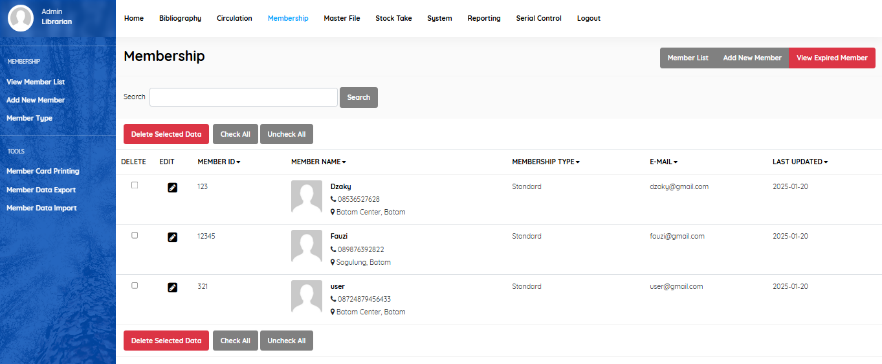 Admin
Librarian
Home Bibliography Circulation Membership Master File Stock Take System Reporting Serial Control Logout
MEMBERSHIP
View Member List
Add New Member
Member Type
TOOLS
Member Card Printing
Member Data Export
Member Data Import
Membership
Member List Add New Member View Expired Member
Search Search
Delete Selected Data Check All Uncheck All
DELETE EDIT MEMBER ID MEMBER NAME MEMBERSHIP TYPE E-MAIL LAST UPDATED
123 Dzaky Standard dzaky@gmail.com 2025-01-20
08536527628
Batam Center, Batam
12345 Fauzi Standard fauzi@gmail.com 2025-01-20
089876392822
Sagulung, Batam
321 user Standard user@gmail.com 2025-01-20
08724879456433
Batam Center, Batam
Delete Selected Data Check All Uncheck All